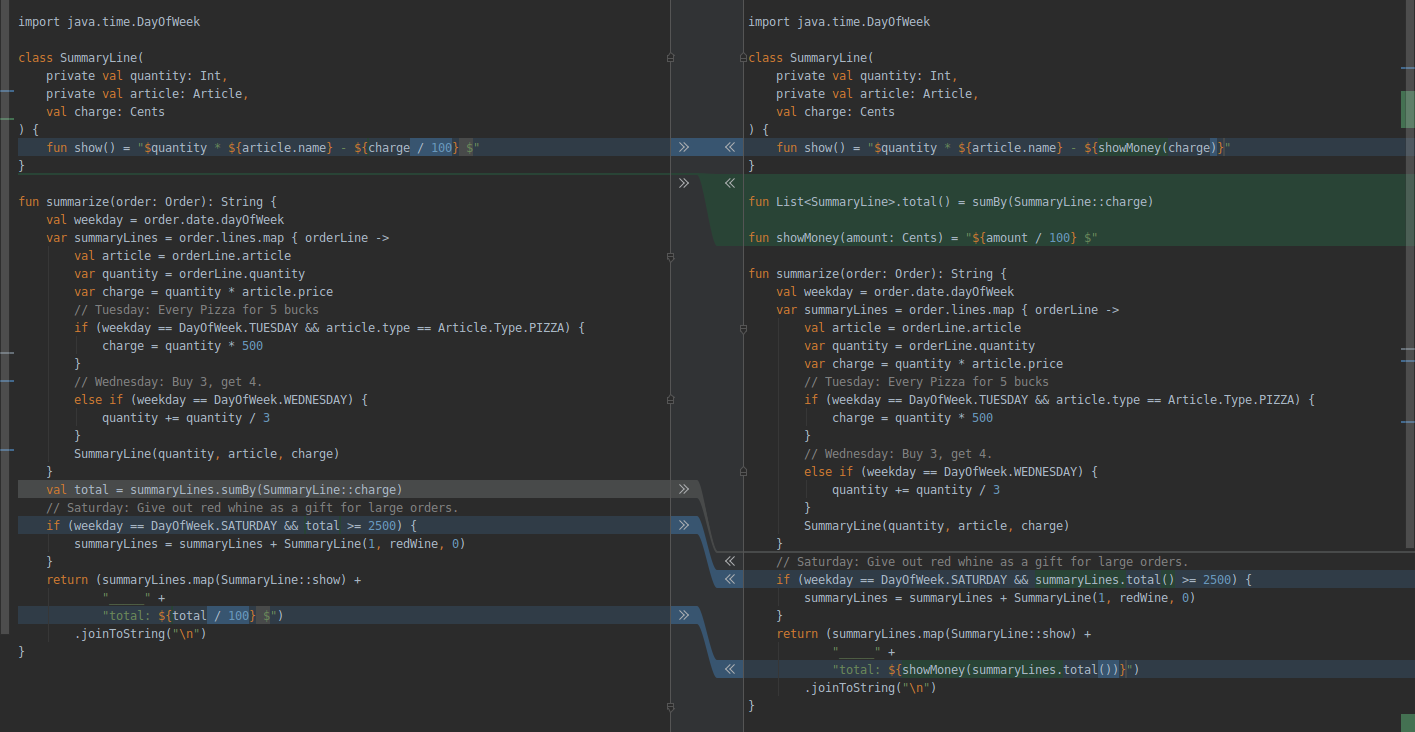 import java.time.DayOfWeek
class SummaryLine(
    private val quantity: Int,
    private val article: Article,
    val charge: Cents
) {
    fun show() = "$quantity * ${article.name} - ${charge / 100} $"
}
fun summarize(order: Order): String {
    val weekday = order.date.dayOfWeek
    var summaryLines = order.lines.map { orderLine ->
        val article = orderLine.article
        var quantity = orderLine.quantity
        var charge = quantity * article.price
        // Tuesday: Every Pizza for 5 bucks
        if (weekday == DayOfWeek.TUESDAY && article.type == Article.Type.PIZZA) {
            charge = quantity * 500
        }
        // Wednesday: Buy 3, get 4.
        else if (weekday == DayOfWeek.WEDNESDAY) {
            quantity += quantity / 3
        }
        SummaryLine(quantity, article, charge)
    }
    val total = summaryLines.sumBy(SummaryLine::charge)
    // Saturday: Give out red whine as a gift for large orders.
    if (weekday == DayOfWeek.SATURDAY && total >= 2500) {
        summaryLines = summaryLines + SummaryLine(1, redWine, 0)
    }
    return (summaryLines.map(SummaryLine::show) +
            "_____" +
            "total: ${total / 100} $")
        .joinToString("\n")
}
import java.time.DayOfWeek
class SummaryLine(
    private val quantity: Int,
    private val article: Article,
    val charge: Cents
) {
    fun show() = "$quantity * ${article.name} - ${showMoney(charge)}"
}
fun List<SummaryLine>.total() = sumBy(SummaryLine::charge)
fun showMoney(amount: Cents) = "${amount / 100} $"
fun summarize(order: Order): String {
    val weekday = order.date.dayOfWeek
    var summaryLines = order.lines.map { orderLine ->
        val article = orderLine.article
        var quantity = orderLine.quantity
        var charge = quantity * article.price
        // Tuesday: Every Pizza for 5 bucks
        if (weekday == DayOfWeek.TUESDAY && article.type == Article.Type.PIZZA) {
            charge = quantity * 500
        }
        // Wednesday: Buy 3, get 4.
        else if (weekday == DayOfWeek.WEDNESDAY) {
            quantity += quantity / 3
        }
        SummaryLine(quantity, article, charge)
    }
    // Saturday: Give out red whine as a gift for large orders.
    if (weekday == DayOfWeek.SATURDAY && summaryLines.total() >= 2500) {
        summaryLines = summaryLines + SummaryLine(1, redWine, 0)
    }
    return (summaryLines.map(SummaryLine::show) +
            "_____" +
            "total: ${showMoney(summaryLines.total())}")
        .joinToString("\n")
}